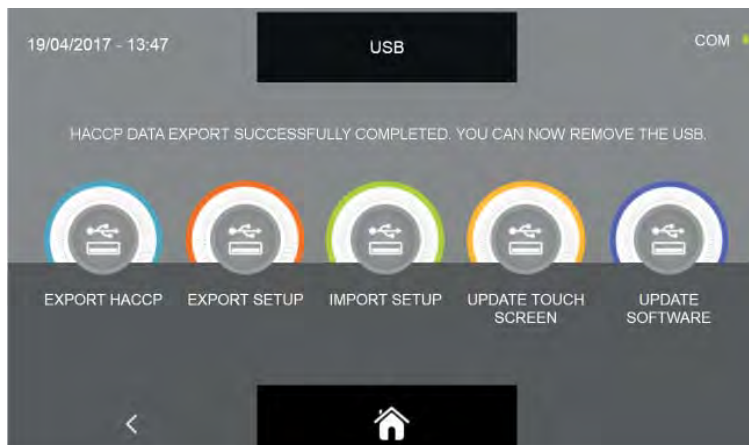 19/04/2017 - 13:47
USB
COM
HACCP DATA EXPORT SUCCESSFULLY COMPLETED. YOU CAN NOW REMOVE THE USB.
EXPORT HACCP
EXPORT SETUP
IMPORT SETUP
UPDATE TOUCH
SCREEN
UPDATE
SOFTWARE